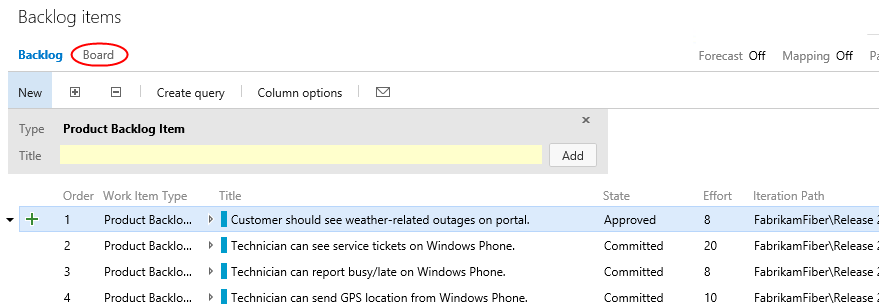 Backlog items
Backlog Board Forecast Off Mapping Off Pa
New Create query Column options
Type Product Backlog Item
Title Add
Order Work Item Type Title State Effort Iteration Path
1 Product Backlo... Customer should see weather-related outages on portal. Approved 8 FabrikamFiber\Release 2
2 Product Backlo... Technician can see service tickets on Windows Phone. Committed 20 FabrikamFiber\Release 2
3 Product Backlo... Technician can report busy/late on Windows Phone. Committed 8 FabrikamFiber\Release 2
4 Product Backlo... Technician can send GPS location from Windows Phone. Committed 10 FabrikamFiber\Release 2